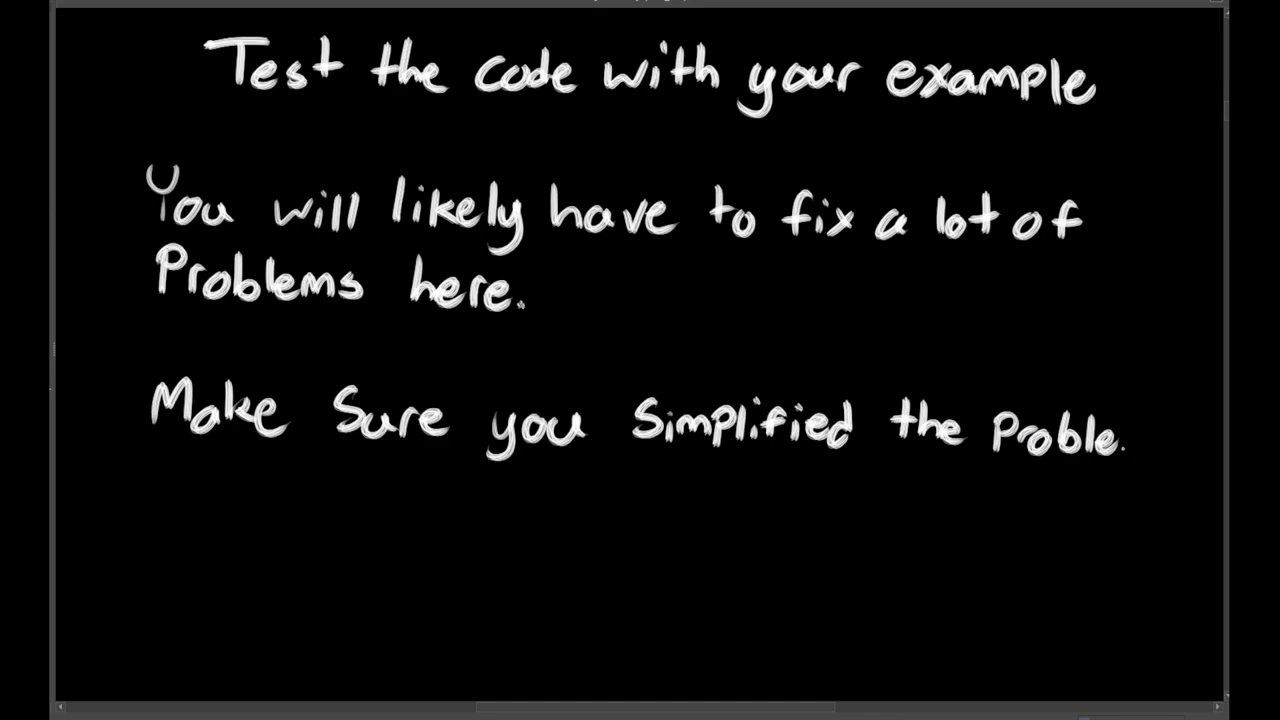 Test the code with your example
You will likely have to fix a lot of
Problems here.
Make Sure you Simplified the Proble.